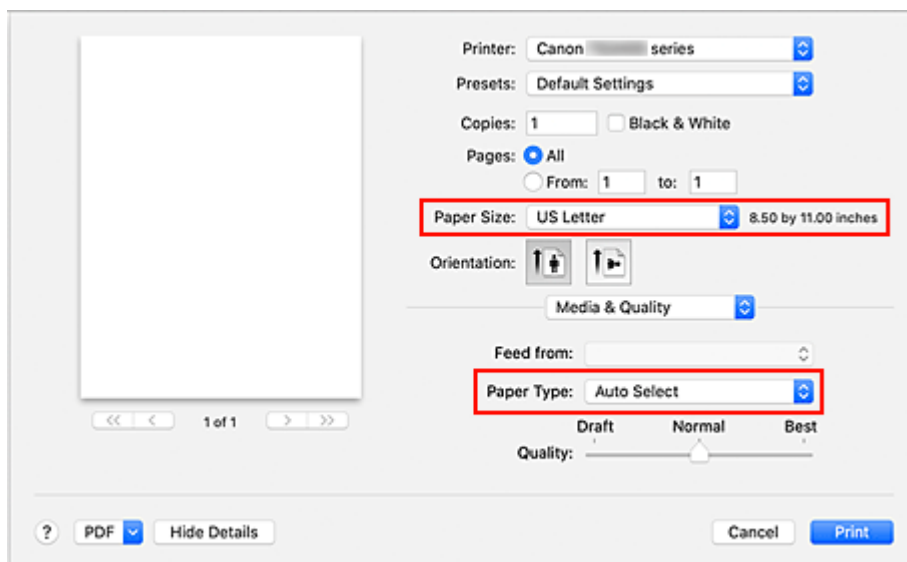 Printer: Canon series
Presets: Default Settings
Copies: 1 Black & White
Pages: All
From: 1 to: 1
Paper Size: US Letter 8.50 by 11.00 inches
Orientation:
Media & Quality
Feed from:
Paper Type: Auto Select
Draft Normal Best
Quality:
<< < 1 of 1 > >>
? PDF Hide Details Cancel Print